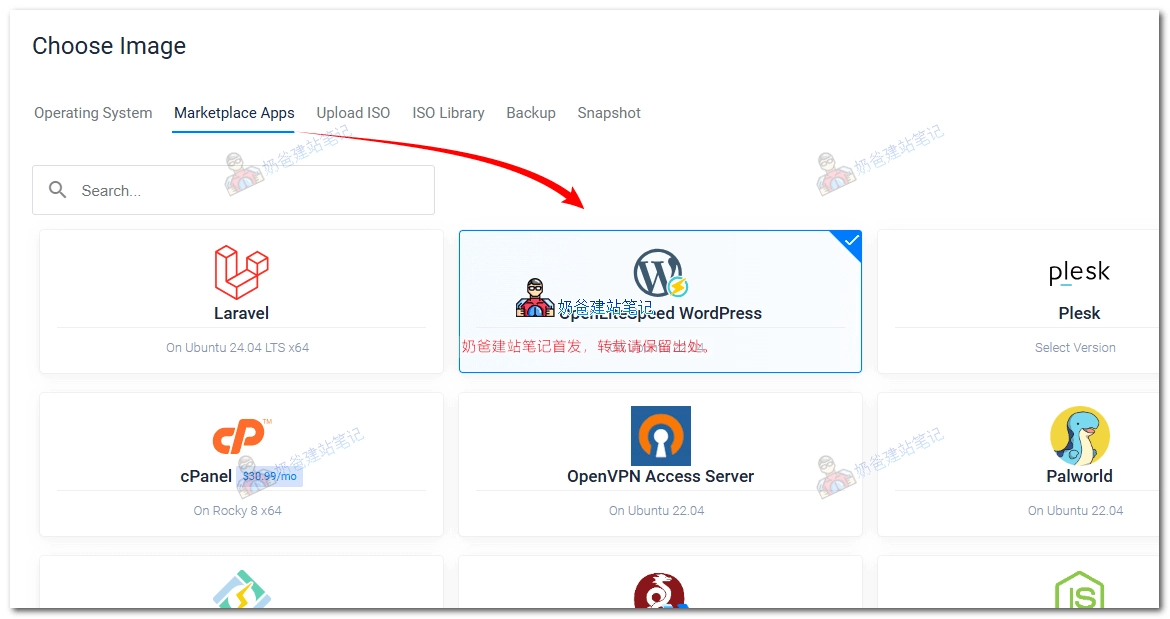 Choose Image
Operating System Marketplace Apps Upload ISO ISO Library Backup Snapshot
奶爸建站笔记
奶爸建站笔记
Search...
Laravel
On Ubuntu 24.04 LTS x64
奶爸建站笔记
OpenLiteSpeed WordPress
奶爸建站笔记首发，转载请保留出处。
plesk
Plesk
Select Version
cP™
cPanel $30.99/mo
On Rocky 8 x64
奶爸建站笔记
OpenVPN Access Server
On Ubuntu 22.04
奶爸建站笔记
Palworld
On Ubuntu 22.04
JS